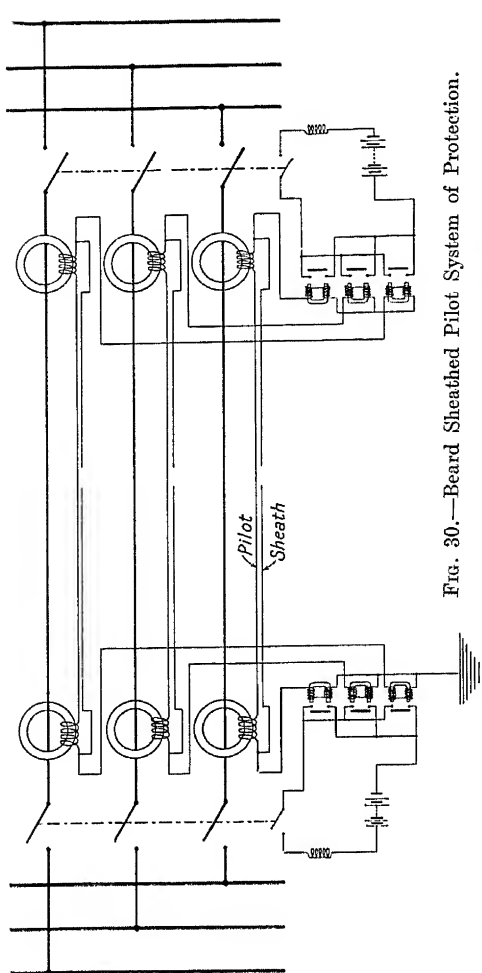 Pilot
Sheath
FIG. 30.—Beard Sheathed Pilot System of Protection.